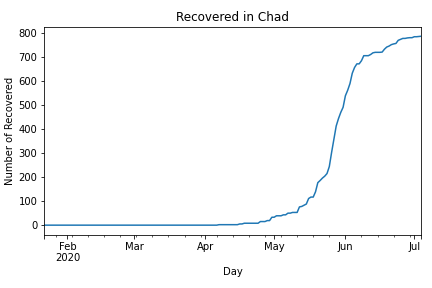 Recovered in Chad
Number of Recovered
800
700
600
500
400
300
200
100
0
Feb
2020
Mar
Apr
May
Jun
Jul
Day